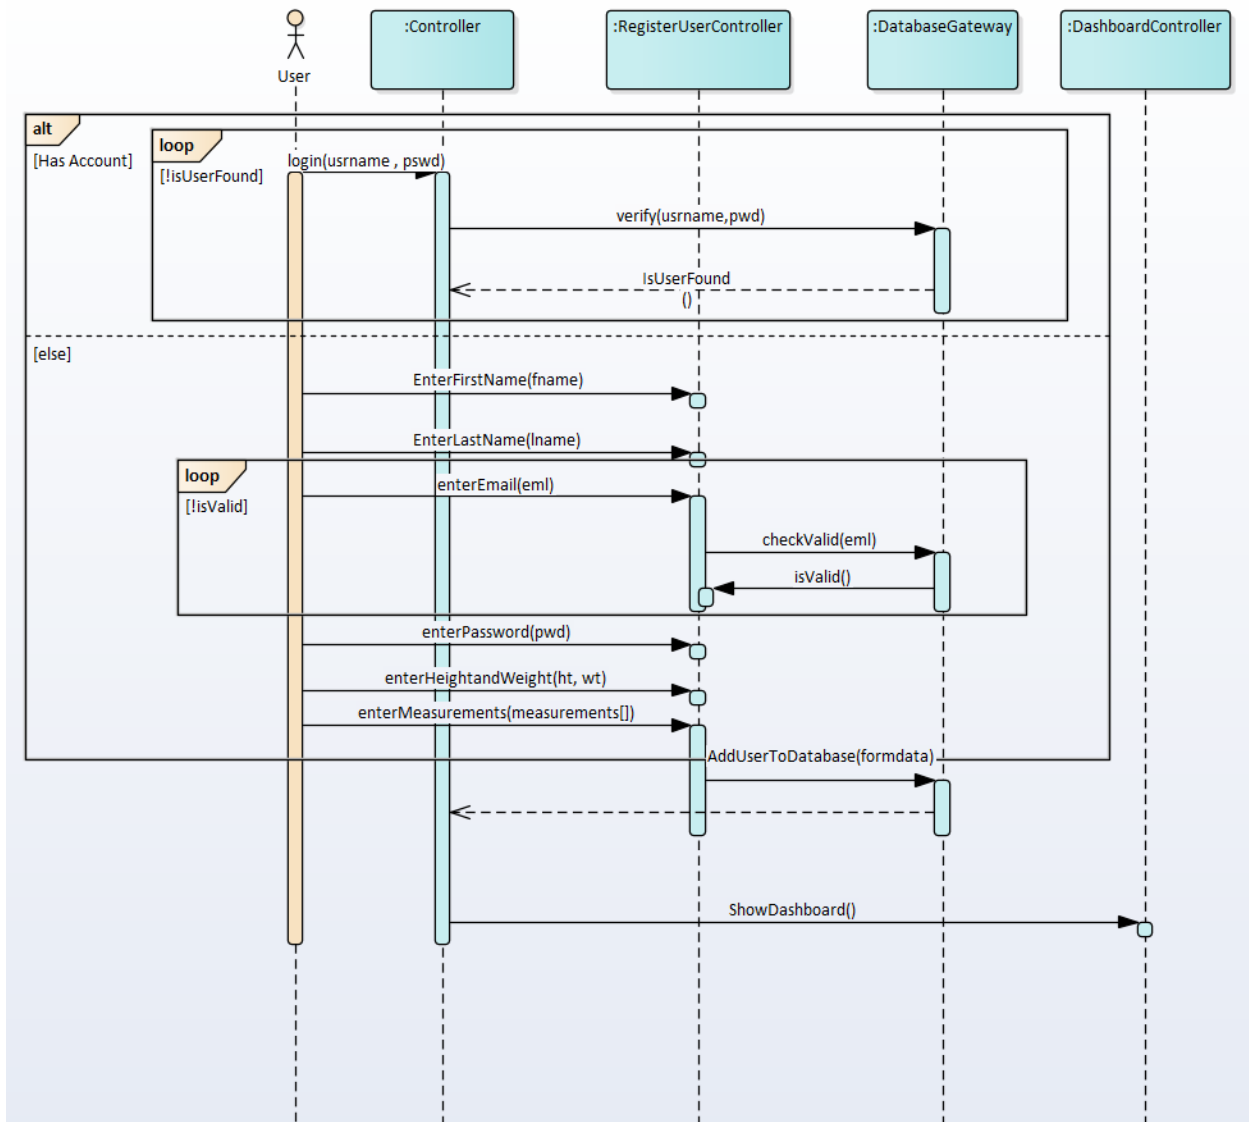 User
:Controller
:RegisterUserController
:DatabaseGateway
:DashboardController
alt
[Has Account]
loop
[!isUserFound]
login(usrname , pswd)
verify(usrname,pwd)
IsUserFound
()
[else]
EnterFirstName(fname)
EnterLastName(lname)
loop
[!isValid]
enterEmail(eml)
checkValid(eml)
isValid()
enterPassword(pwd)
enterHeightandWeight(ht, wt)
enterMeasurements(measurements[])
AddUserToDatabase(formdata)
ShowDashboard()